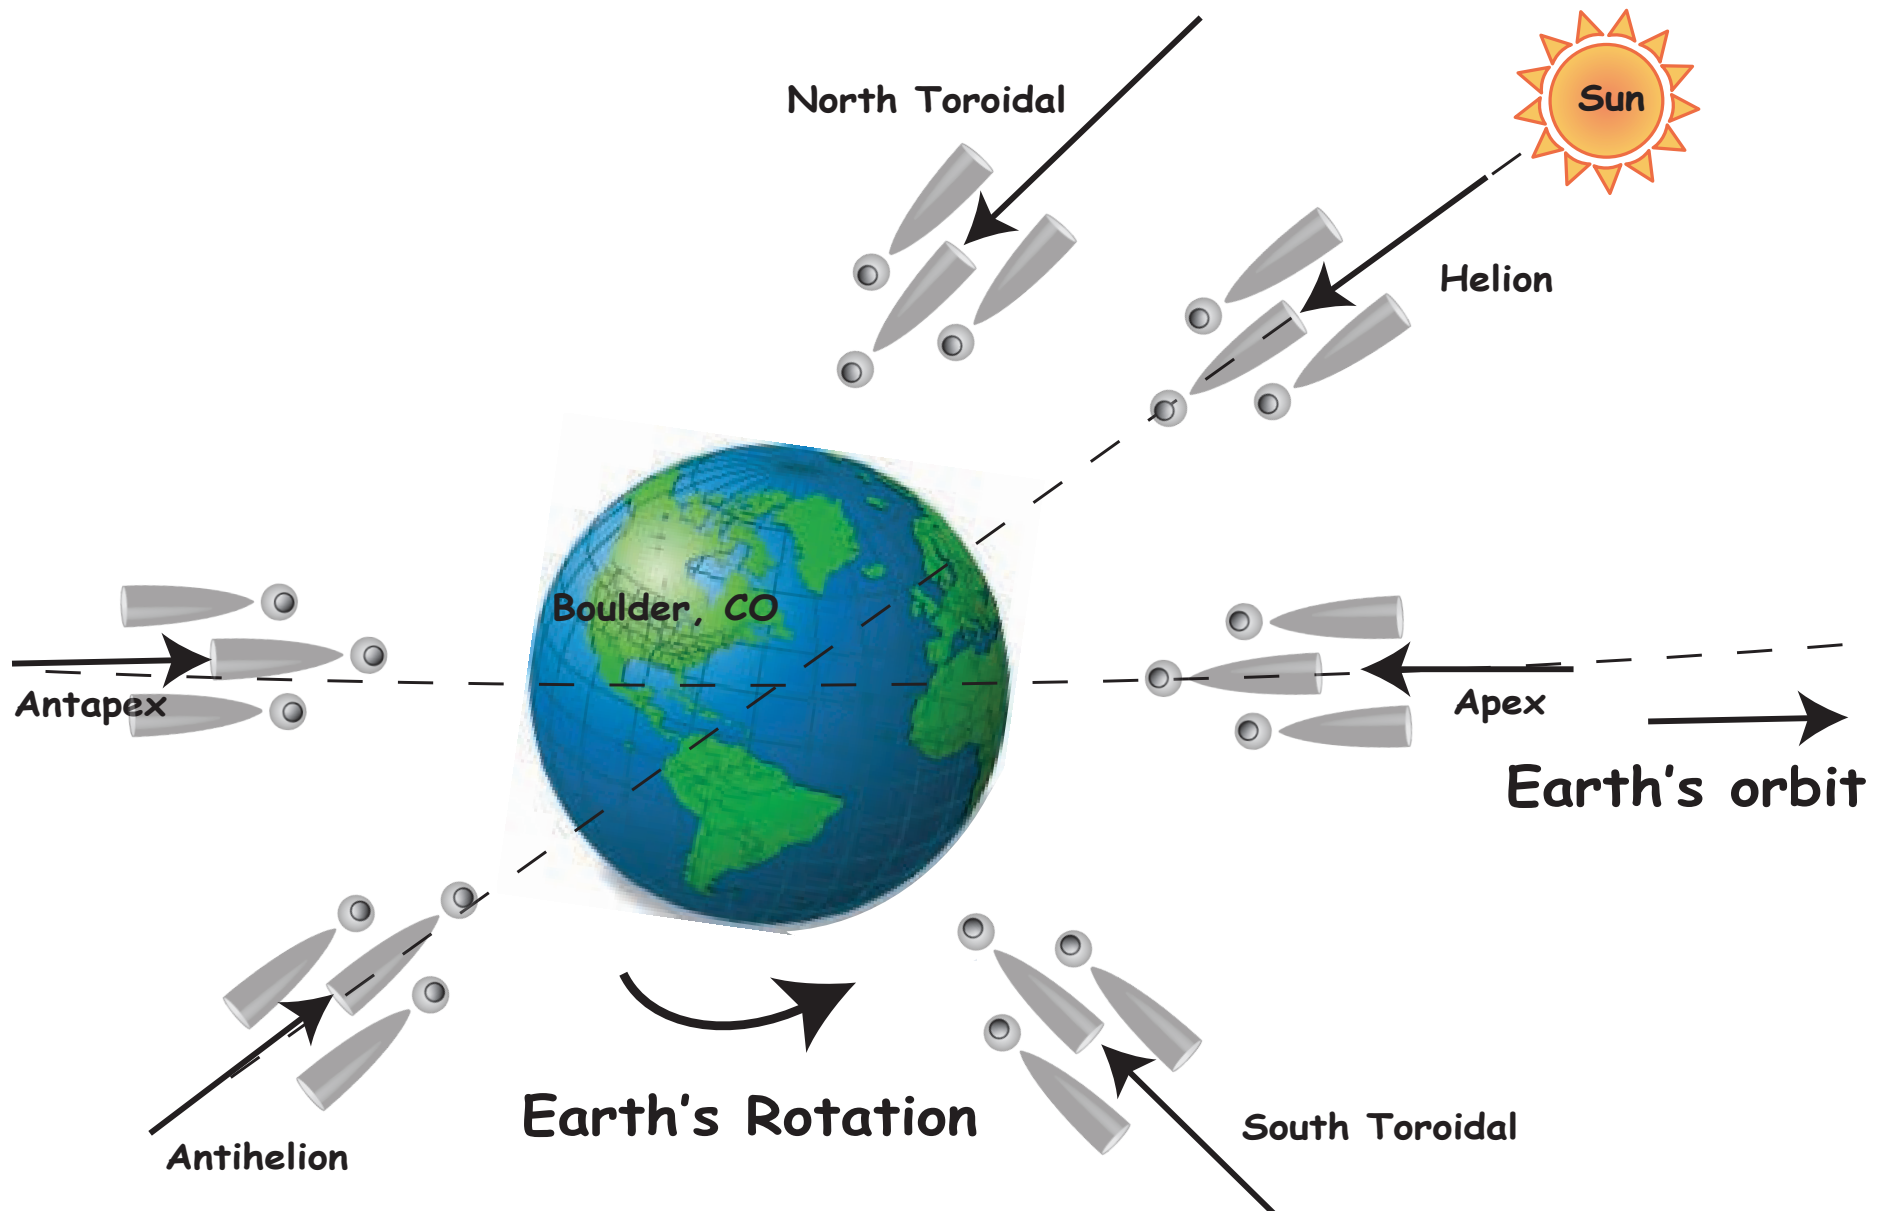 North Toroidal
Sun
Helion
Boulder, CO
Antapex
Apex
Earth's orbit
Earth's Rotation
South Toroidal
Antihelion